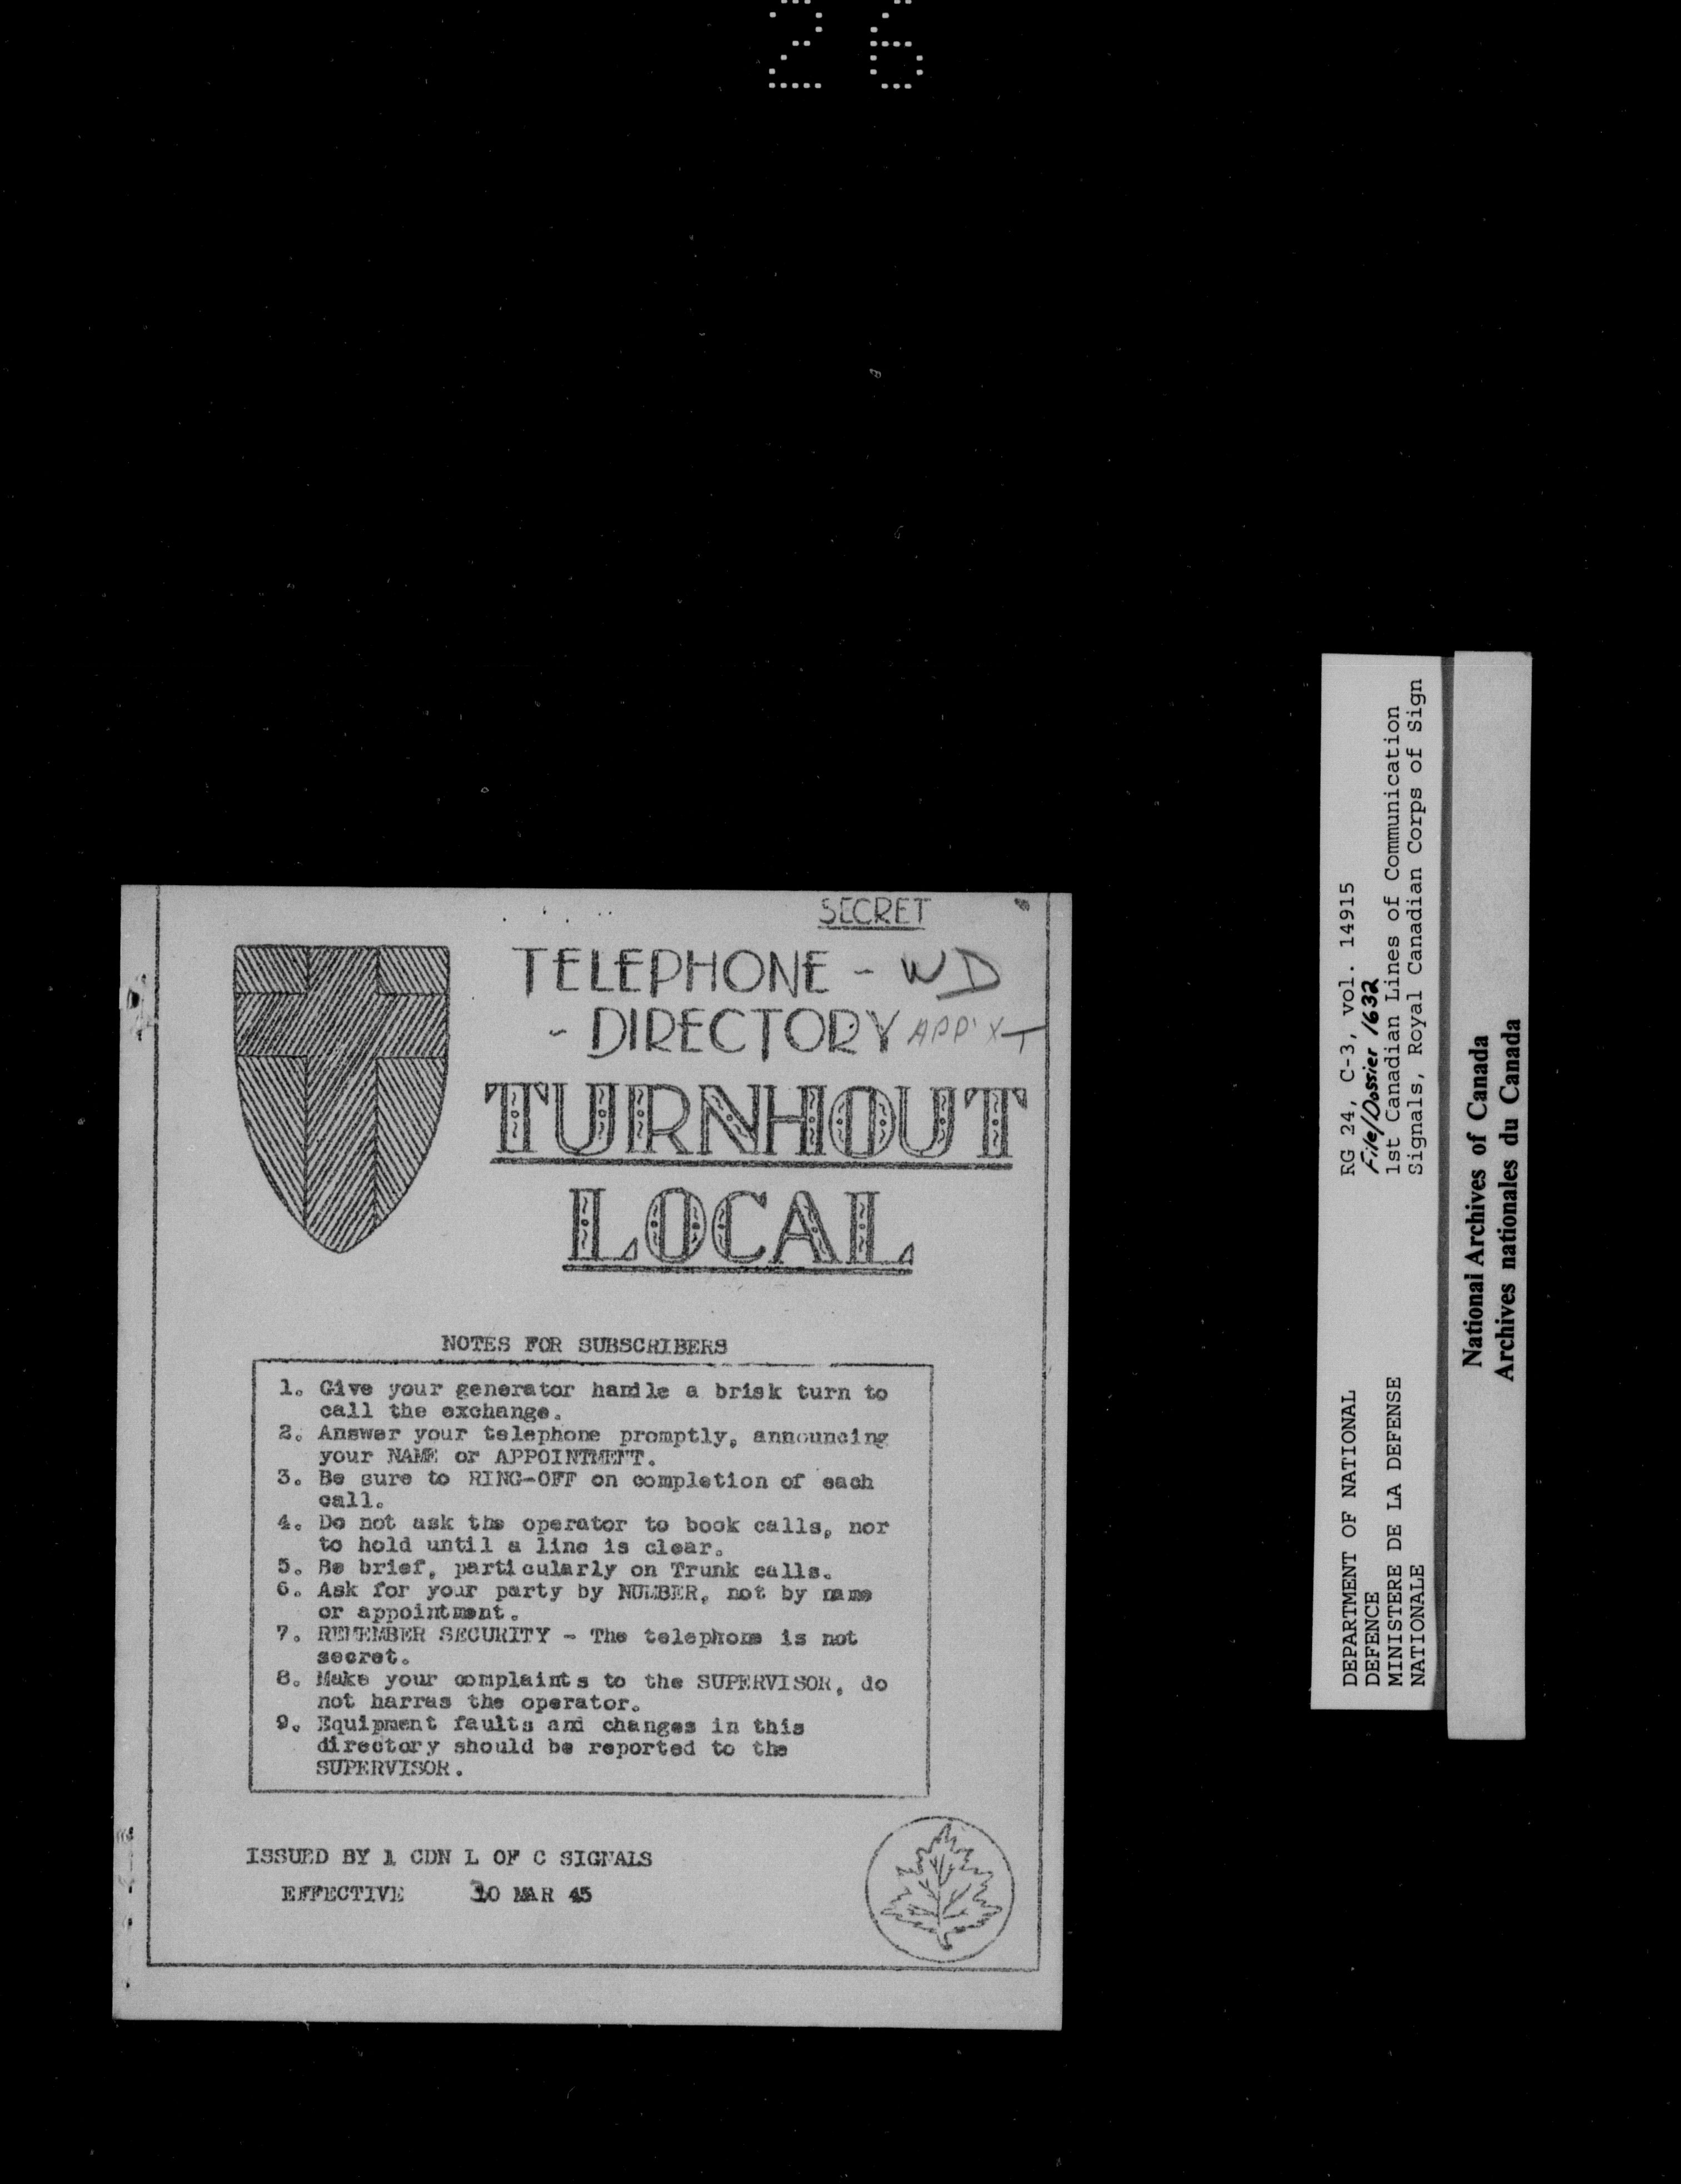 26
SECRET
TELEPHONE - WD
- DIRECTORY APP' X T
TURNHOUT
LOCAL
NOTES FOR SUBSCRIBERS
1. Give your generator handle a brisk turn to
call the exchange.
2. Answer your telephone promptly, announcing
your NAME or APPOINTMENT.
3. Be sure to RING-OFF on completion of each
call.
4. Do not ask the operator to book calls, nor
to hold until a line is clear.
5. Be brief, particularly on Trunk calls.
6. Ask for your party by NUMBER, not by name
or appointment.
7. REMEMBER SECURITY - The telephone is not
secret.
8. Make your complaints to the SUPERVISOR, do
not harras the operator.
9. Equipment faults and changes in this
directory should be reported to the
SUPERVISOR.
ISSUED BY 1 CDN L OF C SIGNALS
EFFECTIVE MAR 45
RG 24, C-3, vol. 14915
File/Dossier 1632
1st Canadian Lines of Communication
Signals, Royal Canadian Corps of Sign
DEPARTMENT OF NATIONAL
DEFENCE
MINISTERE DE LA DEFENSE
NATIONALE
National Archives of Canada
Archives nationales du Canada